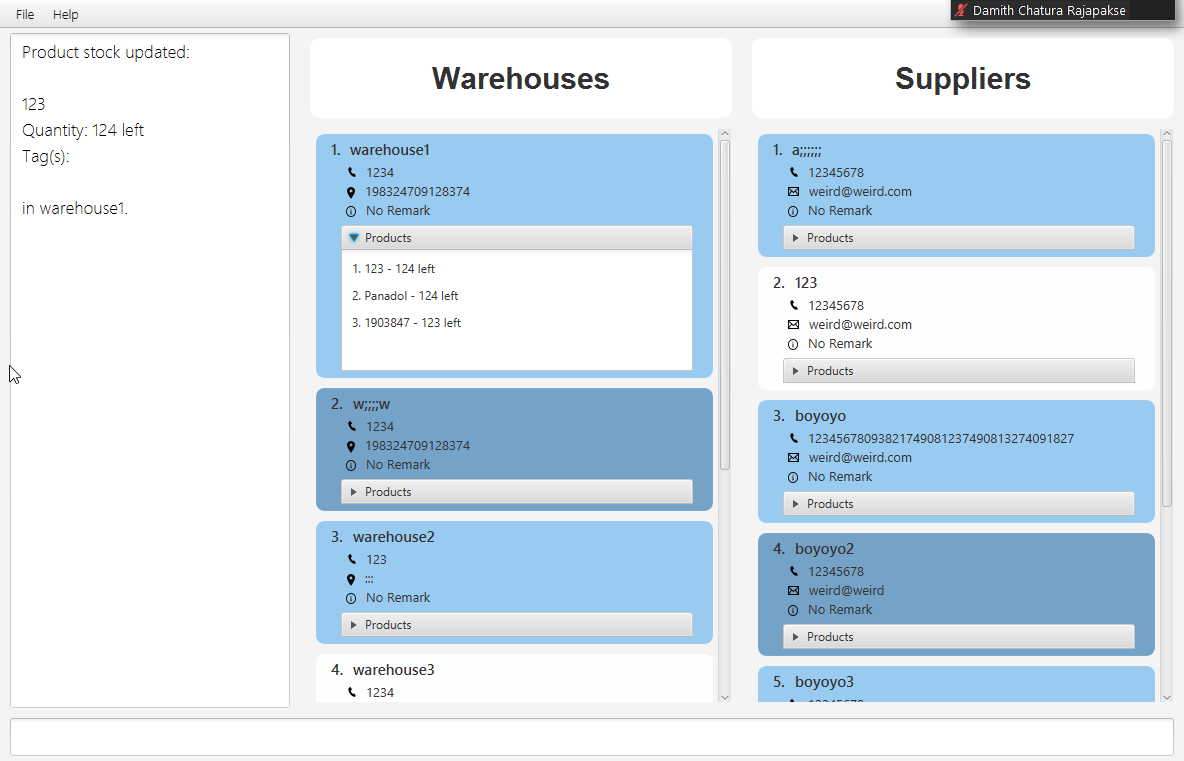 File Help
Damith Chatura Rajapakse
Product stock updated:
123
Quantity: 124 left
Tag(s):
in warehouse1.
Warehouses
1. warehouse1
1234
198324709128374
No Remark
Products
1. 123 - 124 left
2. Panadol - 124 left
3. 1903847 - 123 left
2. w;;;;w
1234
198324709128374
No Remark
Products
3. warehouse2
123
:::
No Remark
Products
4. warehouse3
1234
Suppliers
1. a;;;;;;
12345678
weird@weird.com
No Remark
Products
2. 123
12345678
weird@weird.com
No Remark
Products
3. boyoyo
1234567809382174908123749081327409182​7
weird@weird.com
No Remark
Products
4. boyoyo2
12345678
weird@weird
No Remark
Products
5. boyoyo3